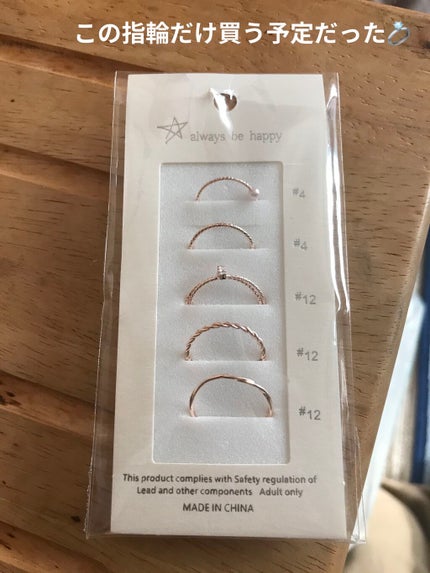 この指輪だけ買う予定だった💍
always be happy
#4
#4
#12
#12
#12
This product complies with Safety regulation of
Lead and other components Adult only
MADE IN CHINA